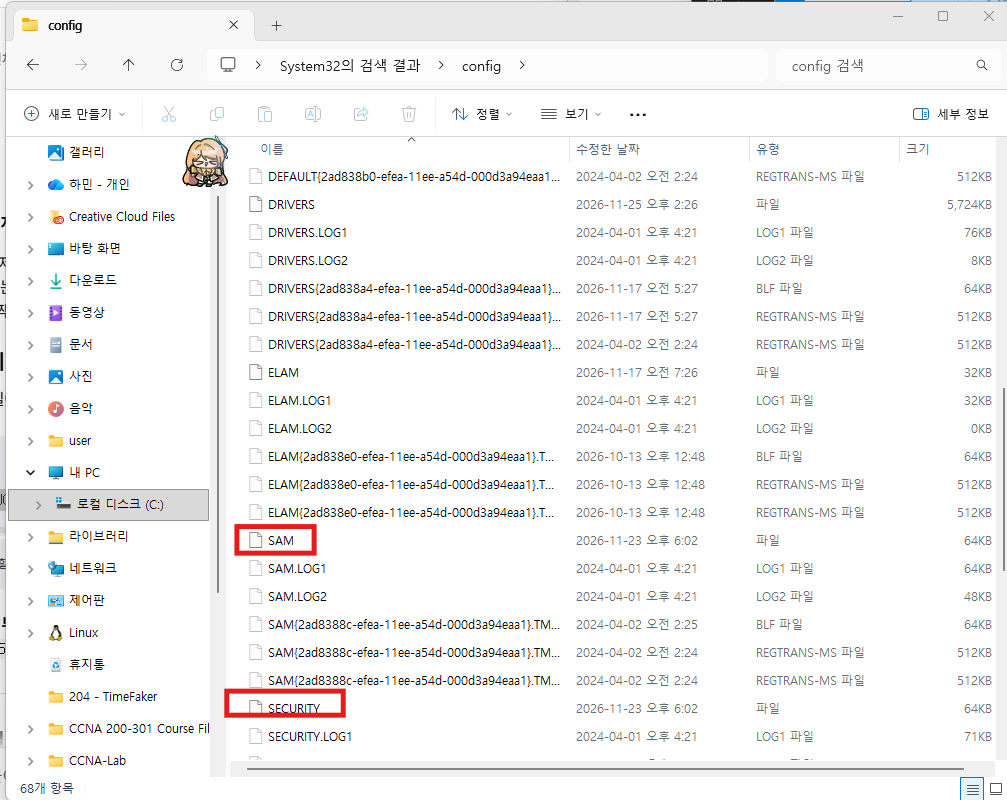 config
System32의 검색 결과 > config >
config 검색
새로 만들기
정렬
보기
세부 정보
갤러리
하민 - 개인
Creative Cloud Files
바탕 화면
다운로드
동영상
문서
사진
음악
user
내 PC
로컬 디스크 (C:)
라이브러리
네트워크
제어판
Linux
휴지통
204 - TimeFaker
CCNA 200-301 Course Fil
CCNA-Lab
이름 수정한 날짜 유형 크기
DEFAULT{2ad838b0-efea-11ee-a54d-000d3a94eaa1... 2024-04-02 오전 2:24 REGTRANS-MS 파일 512KB
DRIVERS 2026-11-25 오후 2:26 파일 5,724KB
DRIVERS.LOG1 2024-04-01 오후 4:21 LOG1 파일 76KB
DRIVERS.LOG2 2024-04-01 오후 4:21 LOG2 파일 8KB
DRIVERS{2ad838a4-efea-11ee-a54d-000d3a94eaa1}... 2026-11-17 오전 5:27 BLF 파일 64KB
DRIVERS{2ad838a4-efea-11ee-a54d-000d3a94eaa1}... 2026-11-17 오전 5:27 REGTRANS-MS 파일 512KB
DRIVERS{2ad838a4-efea-11ee-a54d-000d3a94eaa1}... 2024-04-02 오전 2:24 REGTRANS-MS 파일 512KB
ELAM 2026-11-17 오전 7:26 파일 32KB
ELAM.LOG1 2024-04-01 오후 4:21 LOG1 파일 32KB
ELAM.LOG2 2024-04-01 오후 4:21 LOG2 파일 0KB
ELAM{2ad838e0-efea-11ee-a54d-000d3a94eaa1}.T... 2026-10-13 오후 12:48 BLF 파일 64KB
ELAM{2ad838e0-efea-11ee-a54d-000d3a94eaa1}.T... 2026-10-13 오후 12:48 REGTRANS-MS 파일 512KB
ELAM{2ad838e0-efea-11ee-a54d-000d3a94eaa1}.T... 2026-10-13 오후 12:48 REGTRANS-MS 파일 512KB
SAM 2026-11-23 오후 6:02 파일 64KB
SAM.LOG1 2024-04-01 오후 4:21 LOG1 파일 64KB
SAM.LOG2 2024-04-01 오후 4:21 LOG2 파일 48KB
SAM{2ad8388c-efea-11ee-a54d-000d3a94eaa1}.TM... 2024-04-02 오전 2:25 BLF 파일 64KB
SAM{2ad8388c-efea-11ee-a54d-000d3a94eaa1}.TM... 2024-04-02 오전 2:24 REGTRANS-MS 파일 512KB
SAM{2ad8388c-efea-11ee-a54d-000d3a94eaa1}.TM... 2024-04-02 오전 2:24 REGTRANS-MS 파일 512KB
SECURITY 2026-11-23 오후 6:02 파일 64KB
SECURITY.LOG1 2024-04-01 오후 4:21 LOG1 파일 71KB
68개 항목